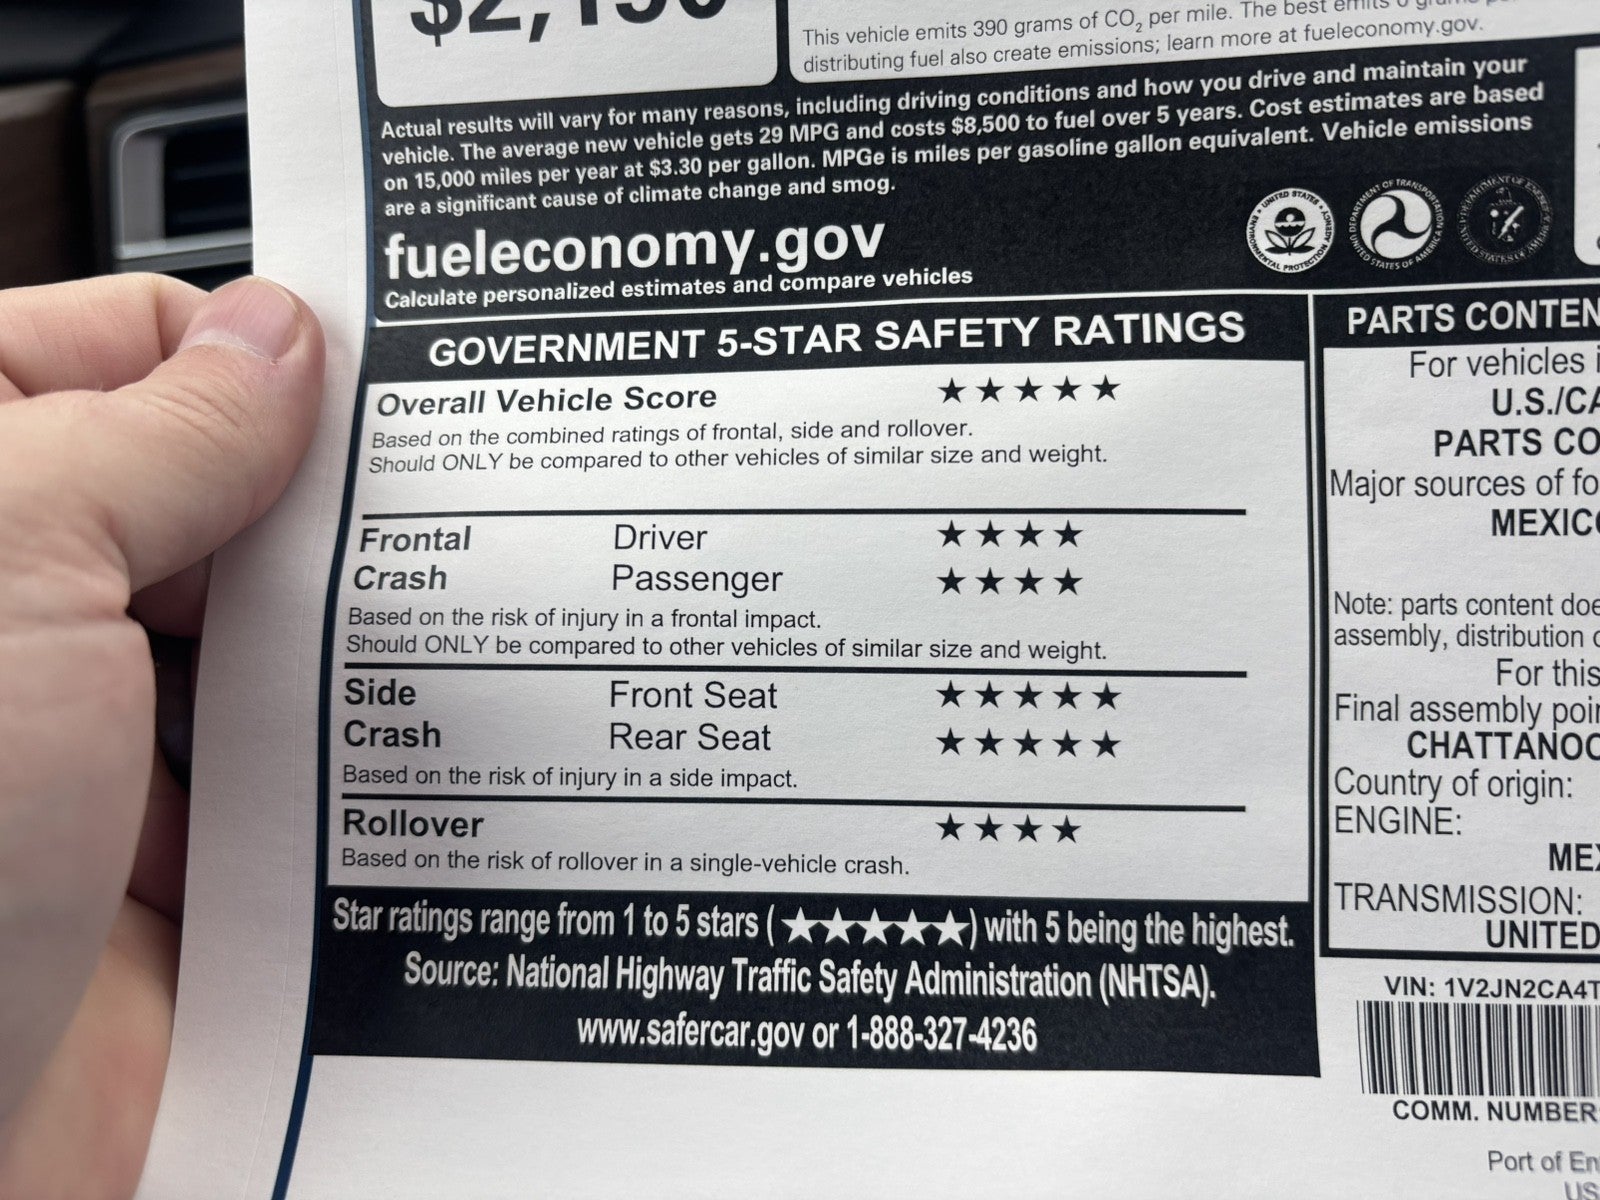 $2,150
This vehicle emits 390 grams of CO2 per mile. The best emits 0 grams
distributing fuel also create emissions; learn more at fueleconomy.gov.
Actual results will vary for many reasons, including driving conditions and how you drive and maintain your
vehicle. The average new vehicle gets 29 MPG and costs $8,500 to fuel over 5 years. Cost estimates are based
on 15,000 miles per year at $3.30 per gallon. MPGe is miles per gasoline gallon equivalent. Vehicle emissions
are a significant cause of climate change and smog.
fueleconomy.gov
Calculate personalized estimates and compare vehicles
GOVERNMENT 5-STAR SAFETY RATINGS
Overall Vehicle Score ★★★★★
Based on the combined ratings of frontal, side and rollover.
Should ONLY be compared to other vehicles of similar size and weight.
Frontal Driver ★★★★
Crash Passenger ★★★★
Based on the risk of injury in a frontal impact.
Should ONLY be compared to other vehicles of similar size and weight.
Side Front Seat ★★★★★
Crash Rear Seat ★★★★★
Based on the risk of injury in a side impact.
Rollover ★★★★
Based on the risk of rollover in a single-vehicle crash.
Star ratings range from 1 to 5 stars (★★★★★) with 5 being the highest.
Source: National Highway Traffic Safety Administration (NHTSA).
www.safercar.gov or 1-888-327-4236
PARTS CONTEN
For vehicles i
U.S./CA
PARTS CO
Major sources of fo
MEXICO
Note: parts content doe
assembly, distribution
For this
Final assembly poin
CHATTANOO
Country of origin:
ENGINE:
MEX
TRANSMISSION:
UNITED
VIN: 1V2JN2CA4T
COMM. NUMBER
Port of En
US